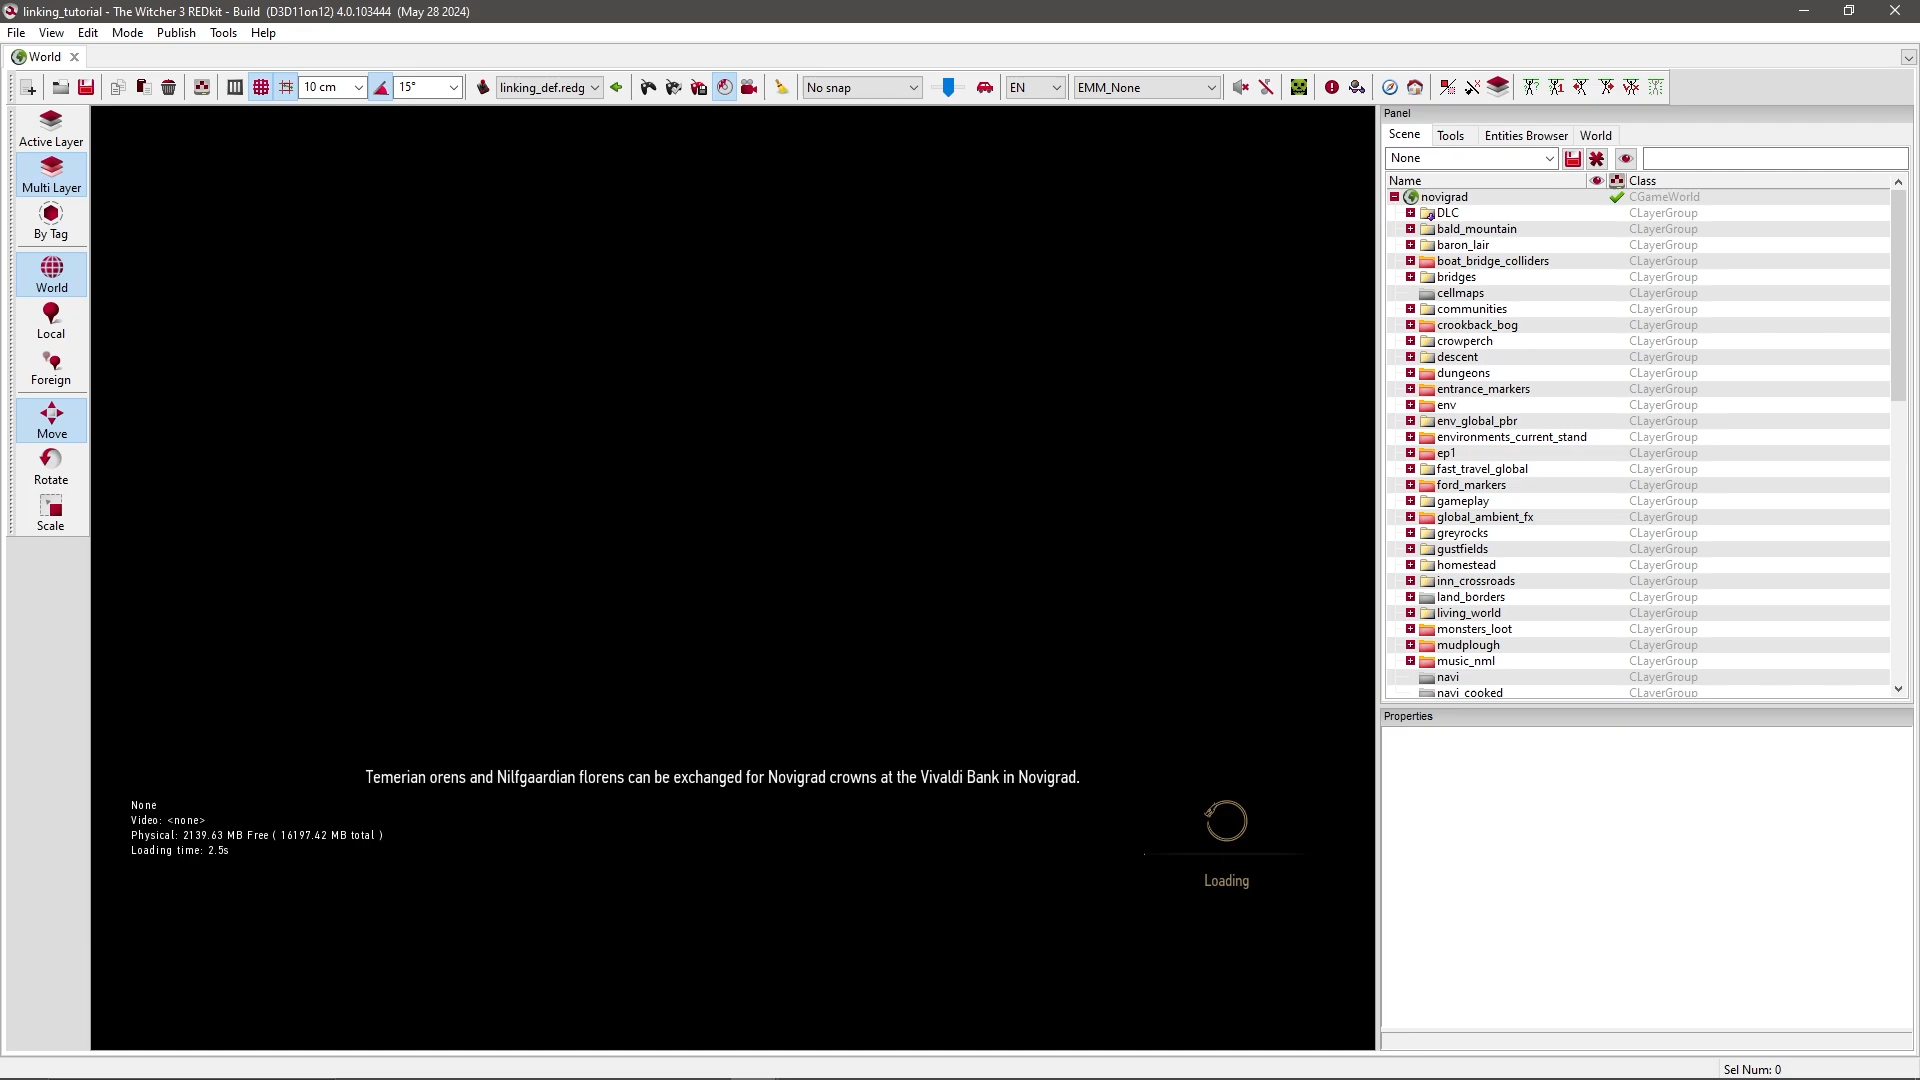 linking_tutorial - The Witcher 3 REDkit - Build  (D3D11on12) 4.0.103444  (May 28 2024)
File View Edit Mode Publish Tools Help
World
10 cm 15° linking_def.redg No snap EN EMM_None
Active Layer
Multi Layer
By Tag
World
Local
Foreign
Move
Rotate
Scale
Temerian orens and Nilfgaardian florens can be exchanged for Novigrad crowns at the Vivaldi Bank in Novigrad.
None
Video: <none>
Physical: 2139.63 MB Free ( 16197.42 MB total )
Loading time: 2.5s
Loading
Panel
Scene Tools Entities Browser World
None
Name Class
novigrad CGameWorld
DLC CLayerGroup
bald_mountain CLayerGroup
baron_lair CLayerGroup
boat_bridge_colliders CLayerGroup
bridges CLayerGroup
cellmaps CLayerGroup
communities CLayerGroup
crookback_bog CLayerGroup
crowperch CLayerGroup
descent CLayerGroup
dungeons CLayerGroup
entrance_markers CLayerGroup
env CLayerGroup
env_global_pbr CLayerGroup
environments_current_stand CLayerGroup
ep1 CLayerGroup
fast_travel_global CLayerGroup
ford_markers CLayerGroup
gameplay CLayerGroup
global_ambient_fx CLayerGroup
greyrocks CLayerGroup
gustfields CLayerGroup
homestead CLayerGroup
inn_crossroads CLayerGroup
land_borders CLayerGroup
living_world CLayerGroup
monsters_loot CLayerGroup
mudplough CLayerGroup
music_nml CLayerGroup
navi CLayerGroup
navi_cooked CLayerGroup
Properties
Sel Num: 0